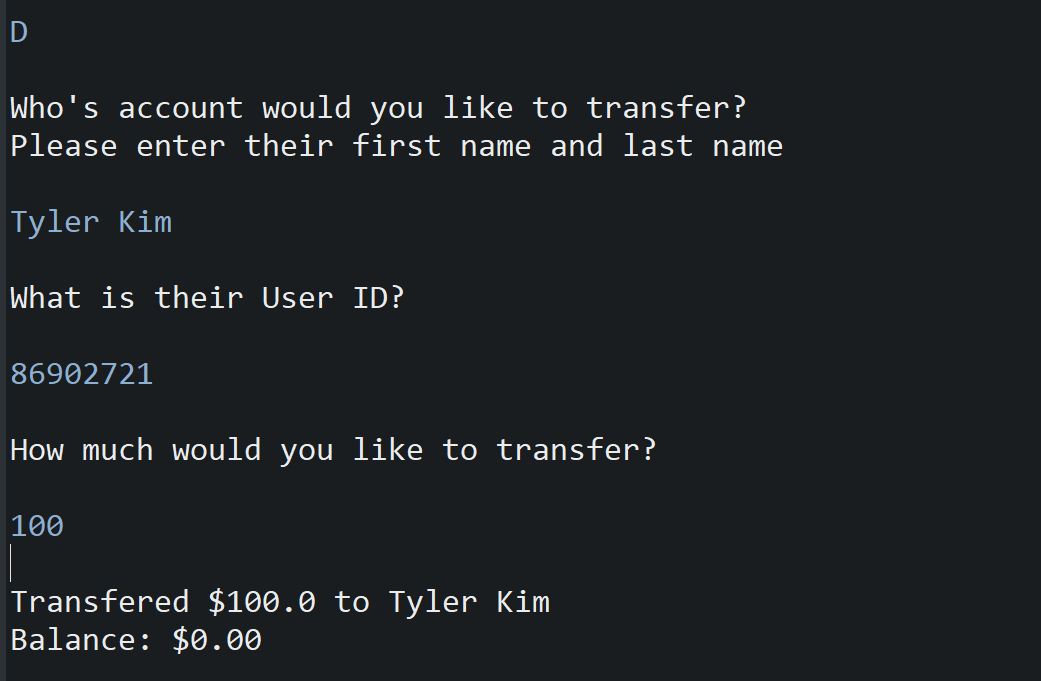 D
Who's account would you like to transfer?
Please enter their first name and last name
Tyler Kim
What is their User ID?
86902721
How much would you like to transfer?
100
Transfered $100.0 to Tyler Kim
Balance: $0.00